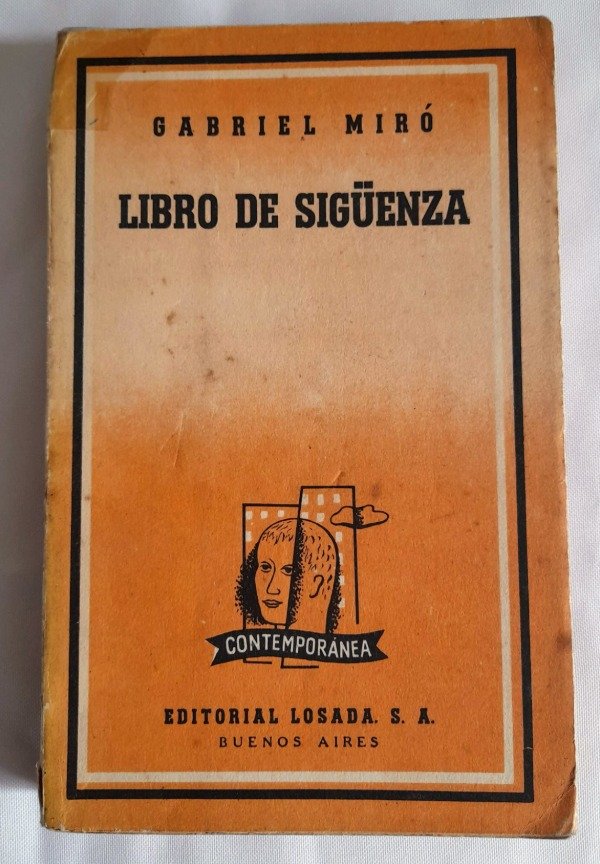 GABRIEL MIRÓ
LIBRO DE SIGÜENZA
CONTEMPORÁNEA
EDITORIAL LOSADA. S. A.
BUENOS AIRES